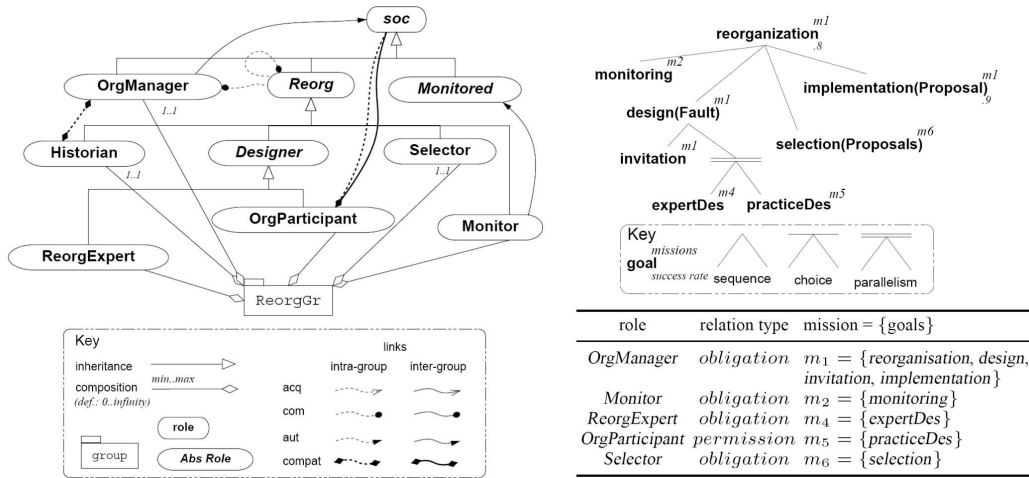 soc
OrgManager
Reorg
Monitored
1..1
Historian
Designer
Selector
1..1
1..1
OrgParticipant
Monitor
ReorgExpert
ReorgGr
Key
links
inheritance
intra-group
inter-group
composition
min..max
(def.: 0..infinity)
acq
com
role
aut
group
Abs Role
compat
m1
reorganization
.8
m2
monitoring
m1
implementation(Proposal)
.9
m1
design(Fault)
m6
selection(Proposals)
m1
invitation
m4
expertDes
m5
practiceDes
Key
missions
goal
success rate
sequence
choice
parallelism
role relation type mission = {goals}
OrgManager obligation m1 = {reorganisation, design,
invitation, implementation}
Monitor obligation m2 = {monitoring}
ReorgExpert obligation m4 = {expertDes}
OrgParticipant permission m5 = {practiceDes}
Selector obligation m6 = {selection}